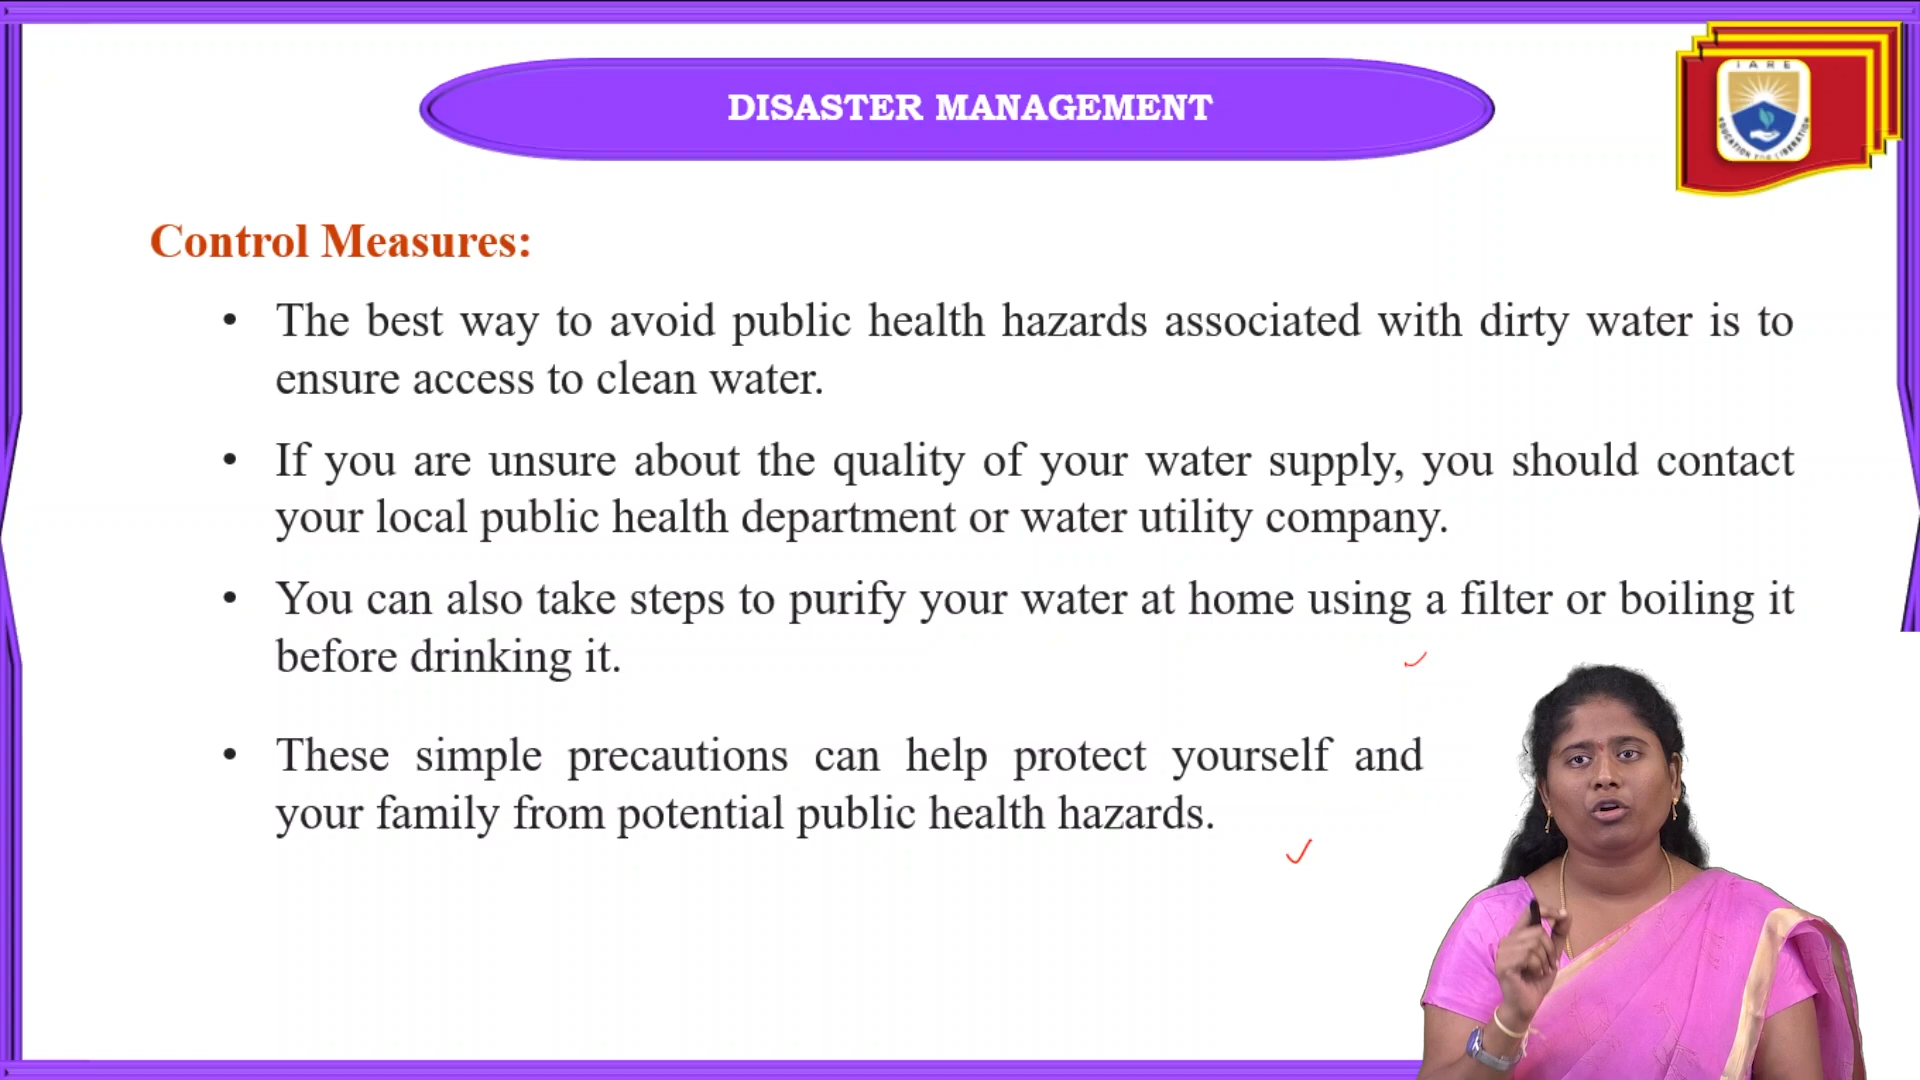 DISASTER MANAGEMENT
IARE
EDUCATION FOR LIBERATION
Control Measures:
• The best way to avoid public health hazards associated with dirty water is to
ensure access to clean water.
• If you are unsure about the quality of your water supply, you should contact
your local public health department or water utility company.
• You can also take steps to purify your water at home using a filter or boiling it
before drinking it.
• These simple precautions can help protect yourself and
your family from potential public health hazards.